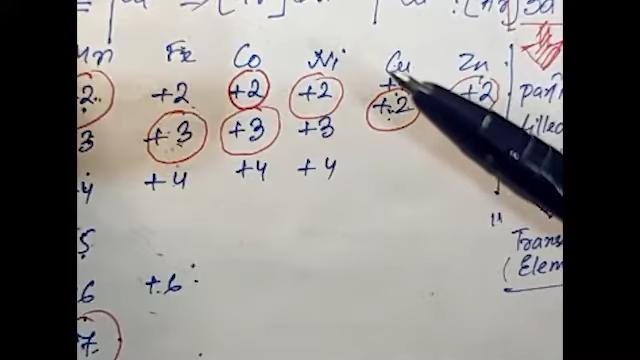 Mn Fe Co Ni Cu Zn
+2 +2 +2 +2 +2
3 +3 +3 +3 +2
4 +4 +4 +4
5
6 +6
7
filled
Trans
(Elem